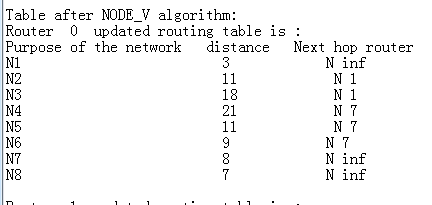 Table after NODE_V algorithm:
Router 0 updated routing table is :
Purpose of the network distance Next hop router
N1 3 N inf
N2 11 N 1
N3 18 N 1
N4 21 N 7
N5 11 N 7
N6 9 N 7
N7 8 N inf
N8 7 N inf